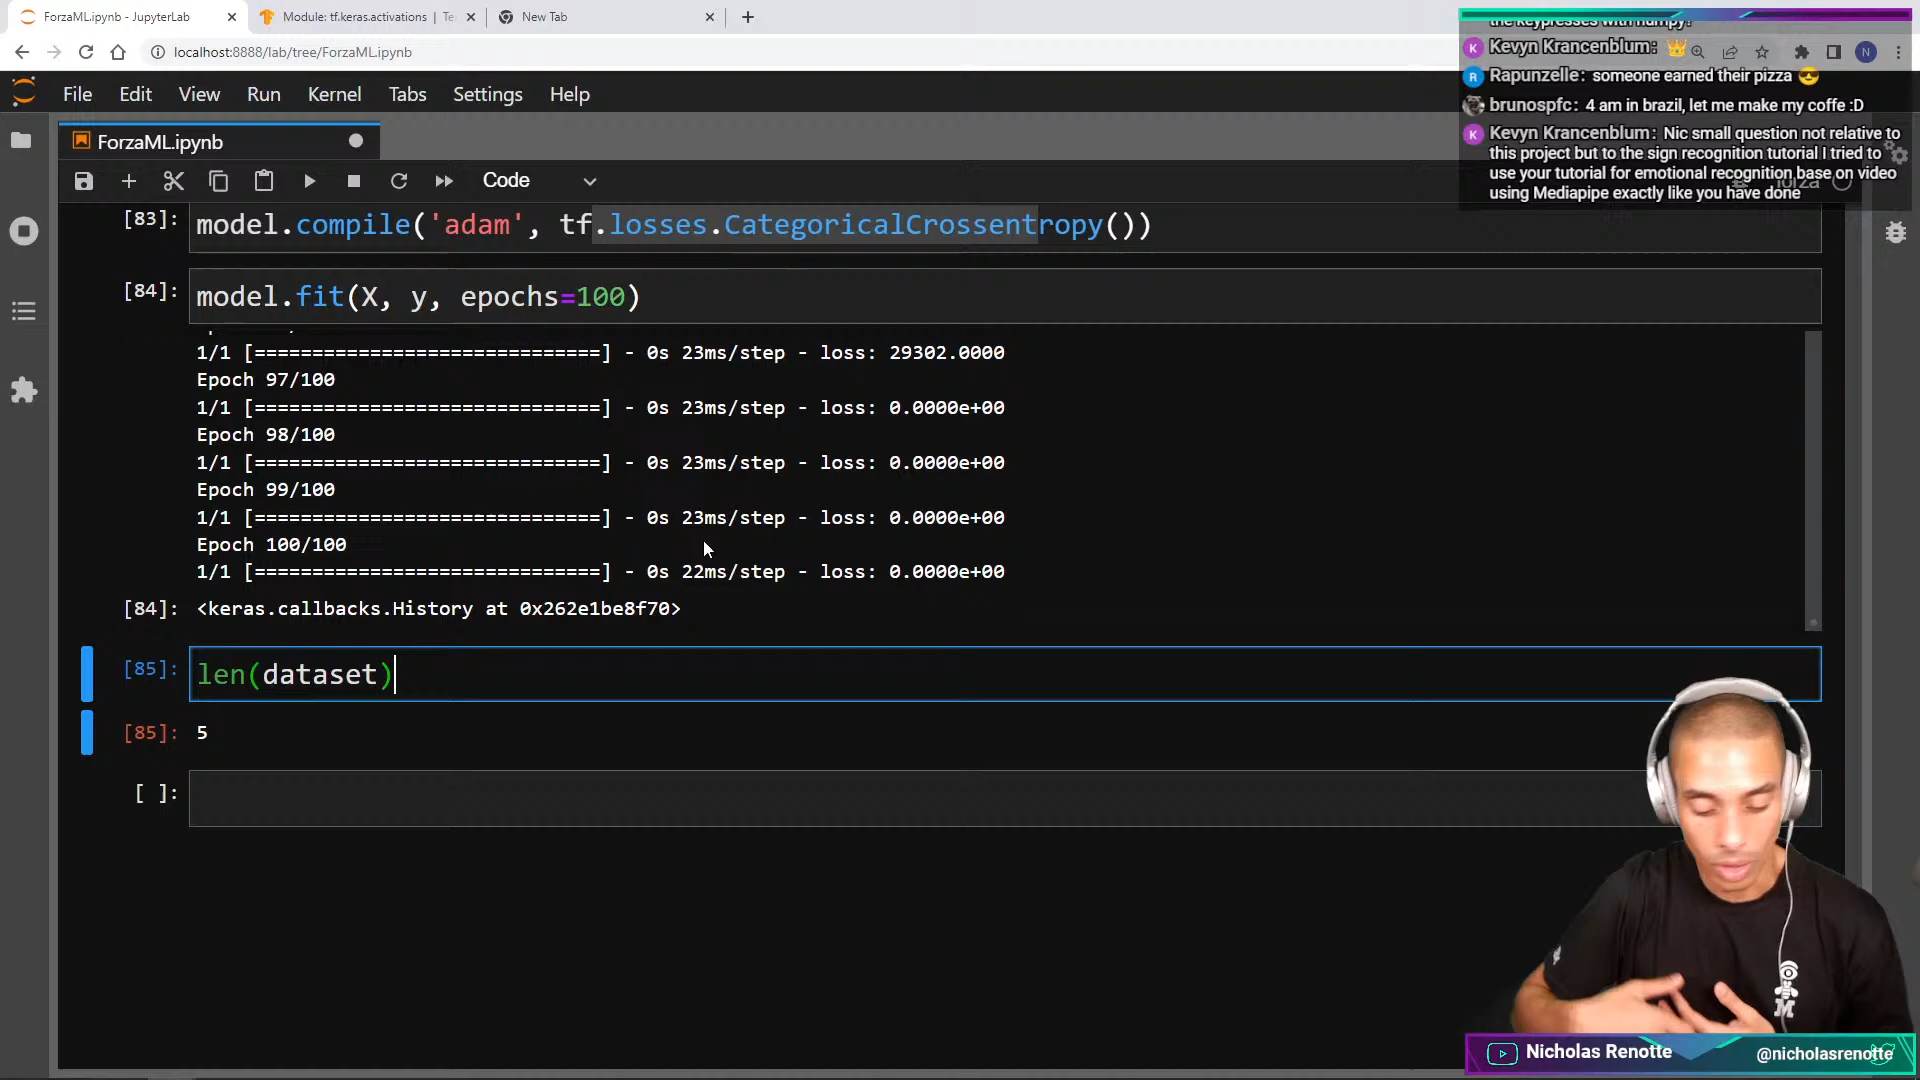 ForzaML.ipynb - JupyterLab
Module: tf.keras.activations | Te
New Tab
localhost:8888/lab/tree/ForzaML.ipynb
N
File Edit View Run Kernel Tabs Settings Help
ForzaML.ipynb
Code
the keypresses with numpy?
Kevyn Krancenblum: 👑
Rapunzelle: someone earned their pizza 😎
brunospfc: 4 am in brazil, let me make my coffe :D
Kevyn Krancenblum: Nic small question not relative to
this project but to the sign recognition tutorial I tried to
use your tutorial for emotional recognition base on video
using Mediapipe exactly like you have done
forza
[83]: model.compile('adam', tf.losses.CategoricalCrossentropy())
[84]: model.fit(X, y, epochs=100)
1/1 [==============================] - 0s 23ms/step - loss: 29302.0000
Epoch 97/100
1/1 [==============================] - 0s 23ms/step - loss: 0.0000e+00
Epoch 98/100
1/1 [==============================] - 0s 23ms/step - loss: 0.0000e+00
Epoch 99/100
1/1 [==============================] - 0s 23ms/step - loss: 0.0000e+00
Epoch 100/100
1/1 [==============================] - 0s 22ms/step - loss: 0.0000e+00
[84]: <keras.callbacks.History at 0x262e1be8f70>
[85]: len(dataset)
[85]: 5
[ ]:
Nicholas Renotte
@nicholasrenotte